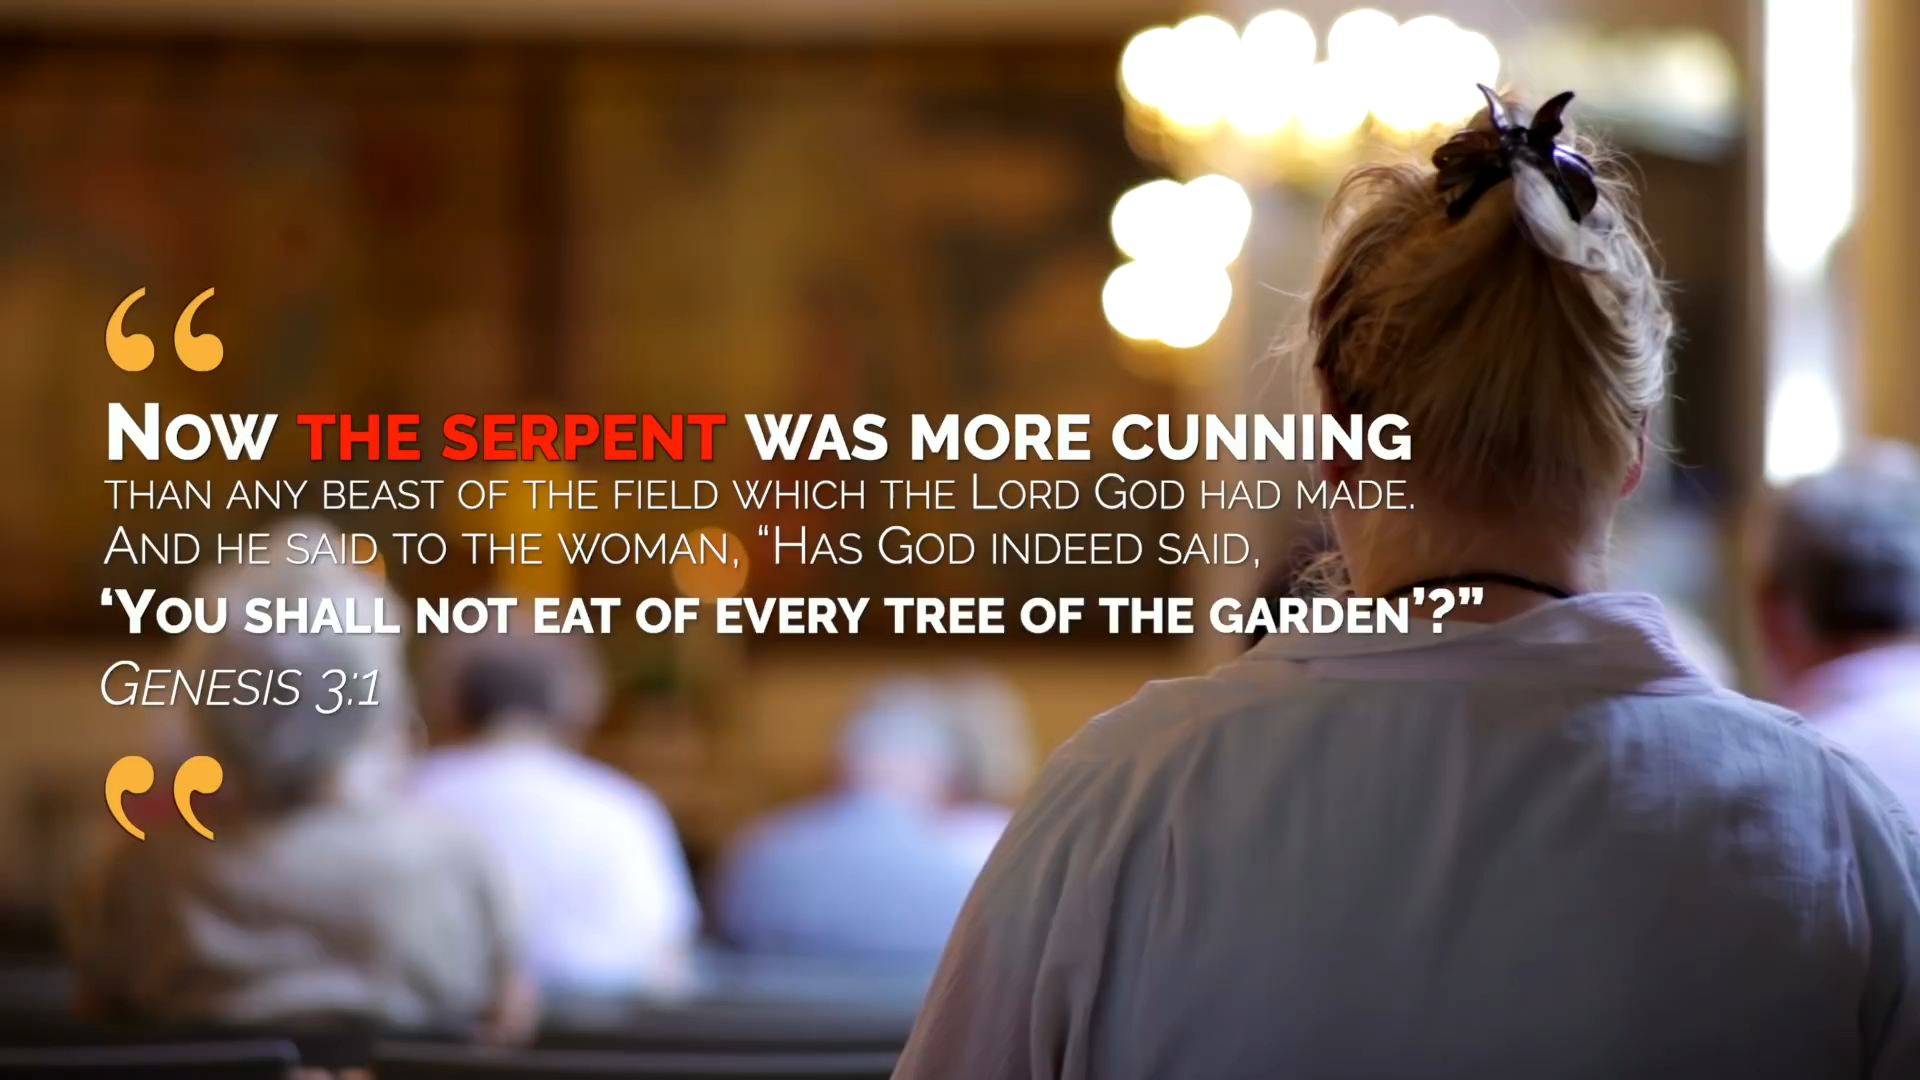 “
Now the serpent was more cunning
than any beast of the field which the Lord God had made.
And he said to the woman, “Has God indeed said,
‘You shall not eat of every tree of the garden’?”
Genesis 3:1
”